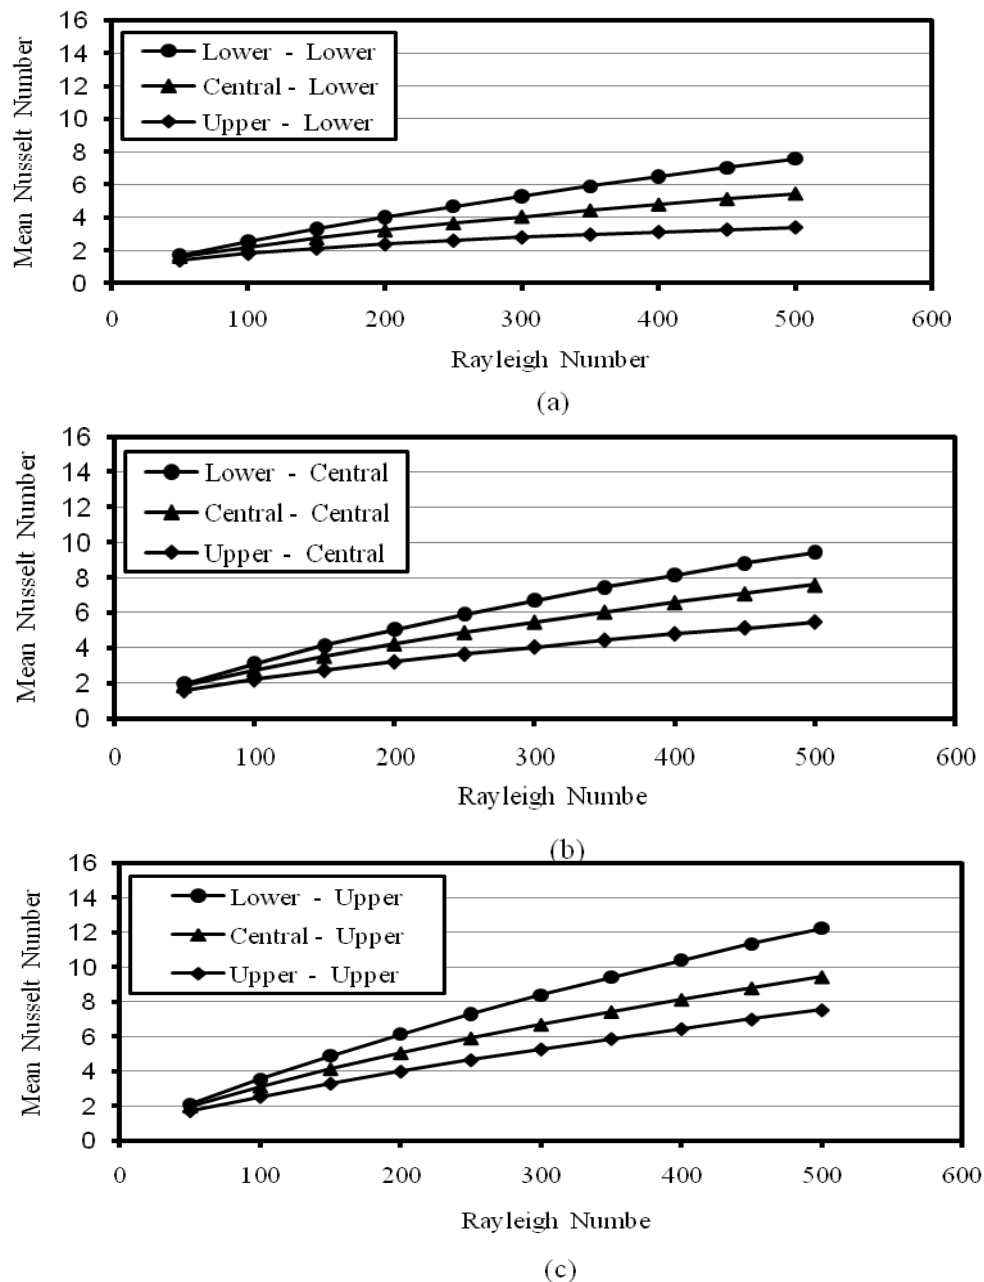 16
14
12
10
8
6
4
2
0
Mean Nusselt Number
Lower - Lower
Central - Lower
Upper - Lower
0 100 200 300 400 500 600
Rayleigh Number
(a)
16
14
12
10
8
6
4
2
0
Mean Nusselt Number
Lower - Central
Central - Central
Upper - Central
0 100 200 300 400 500 600
Rayleigh Numbe
(b)
16
14
12
10
8
6
4
2
0
Mean Nusselt Number
Lower - Upper
Central - Upper
Upper - Upper
0 100 200 300 400 500 600
Rayleigh Numbe
(c)